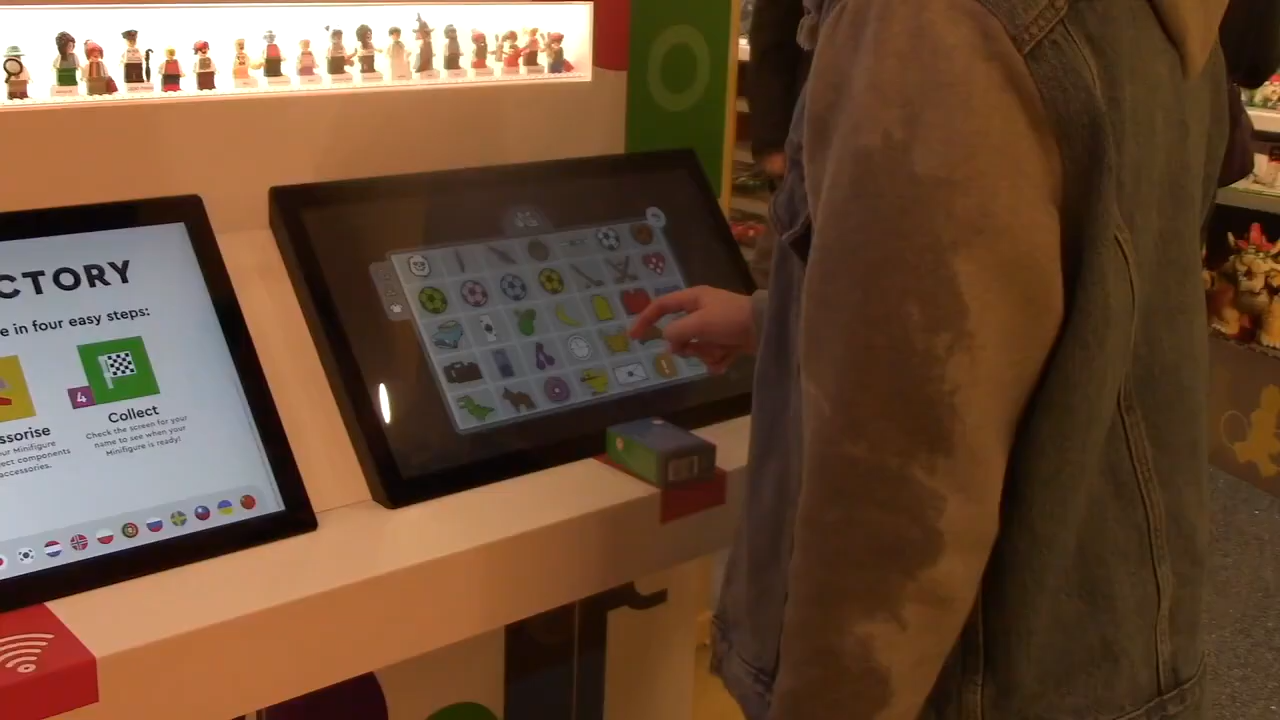 CTORY
e in four easy steps:
4
Collect
Check the screen for your
name to see when your
Minifigure is ready!
ssorise
our Minifigure
ect components
accessories.